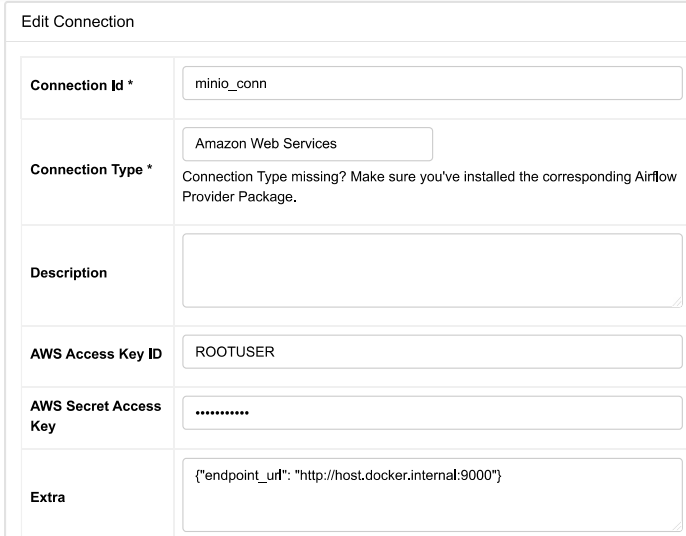 Edit Connection
Connection Id *
minio_conn
Connection Type *
Amazon Web Services
Connection Type missing? Make sure you've installed the corresponding Airflow
Provider Package.
Description
AWS Access Key ID
ROOTUSER
AWS Secret Access
Key
•••••••••••
Extra
{"endpoint_url": "http://host.docker.internal:9000"}